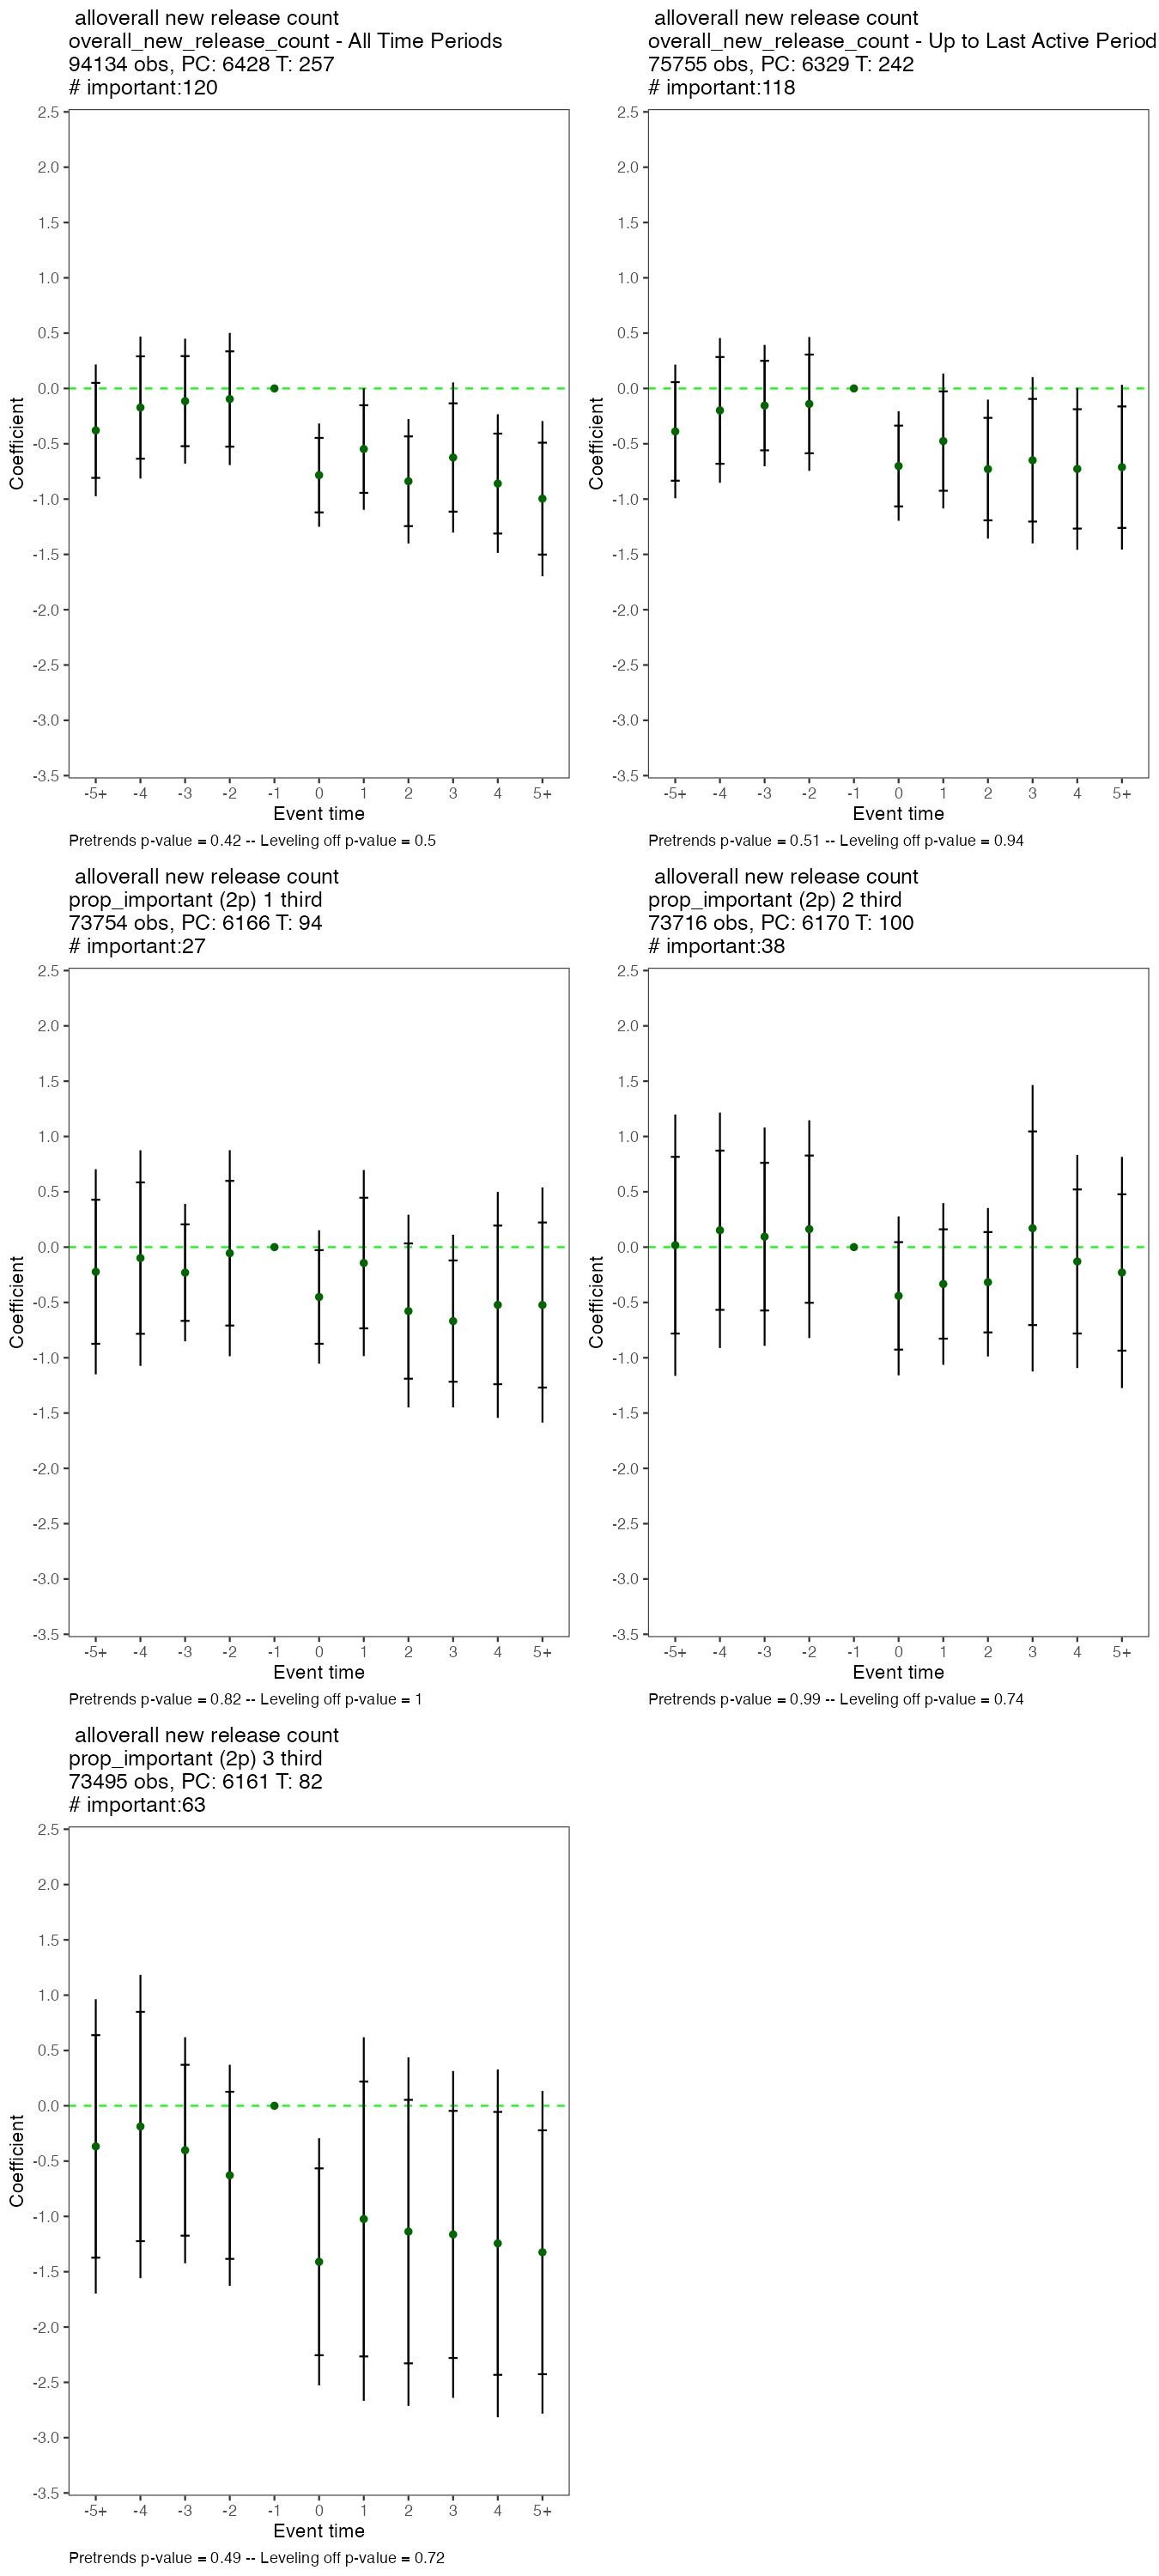 alloverall new release count
overall_new_release_count - All Time Periods
94134 obs, PC: 6428 T: 257
# important:120
2.5
2.0
1.5
1.0
0.5
0.0
-0.5
-1.0
-1.5
-2.0
-2.5
-3.0
-3.5
Coefficient
-5+ -4 -3 -2 -1 0 1 2 3 4 5+
Event time
Pretrends p-value = 0.42 -- Leveling off p-value = 0.5
alloverall new release count
overall_new_release_count - Up to Last Active Period
75755 obs, PC: 6329 T: 242
# important:118
2.5
2.0
1.5
1.0
0.5
0.0
-0.5
-1.0
-1.5
-2.0
-2.5
-3.0
-3.5
Coefficient
-5+ -4 -3 -2 -1 0 1 2 3 4 5+
Event time
Pretrends p-value = 0.51 -- Leveling off p-value = 0.94
alloverall new release count
prop_important (2p) 1 third
73754 obs, PC: 6166 T: 94
# important:27
2.5
2.0
1.5
1.0
0.5
0.0
-0.5
-1.0
-1.5
-2.0
-2.5
-3.0
-3.5
Coefficient
-5+ -4 -3 -2 -1 0 1 2 3 4 5+
Event time
Pretrends p-value = 0.82 -- Leveling off p-value = 1
alloverall new release count
prop_important (2p) 2 third
73716 obs, PC: 6170 T: 100
# important:38
2.5
2.0
1.5
1.0
0.5
0.0
-0.5
-1.0
-1.5
-2.0
-2.5
-3.0
-3.5
Coefficient
-5+ -4 -3 -2 -1 0 1 2 3 4 5+
Event time
Pretrends p-value = 0.99 -- Leveling off p-value = 0.74
alloverall new release count
prop_important (2p) 3 third
73495 obs, PC: 6161 T: 82
# important:63
2.5
2.0
1.5
1.0
0.5
0.0
-0.5
-1.0
-1.5
-2.0
-2.5
-3.0
-3.5
Coefficient
-5+ -4 -3 -2 -1 0 1 2 3 4 5+
Event time
Pretrends p-value = 0.49 -- Leveling off p-value = 0.72